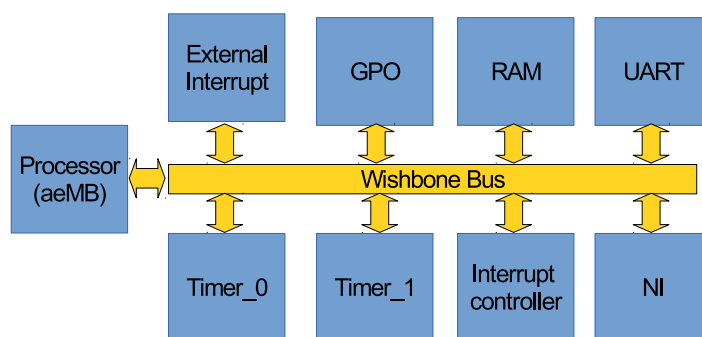 External
Interrupt
GPO
RAM
UART
Processor
(aeMB)
Wishbone Bus
Timer_0
Timer_1
Interrupt
controller
NI